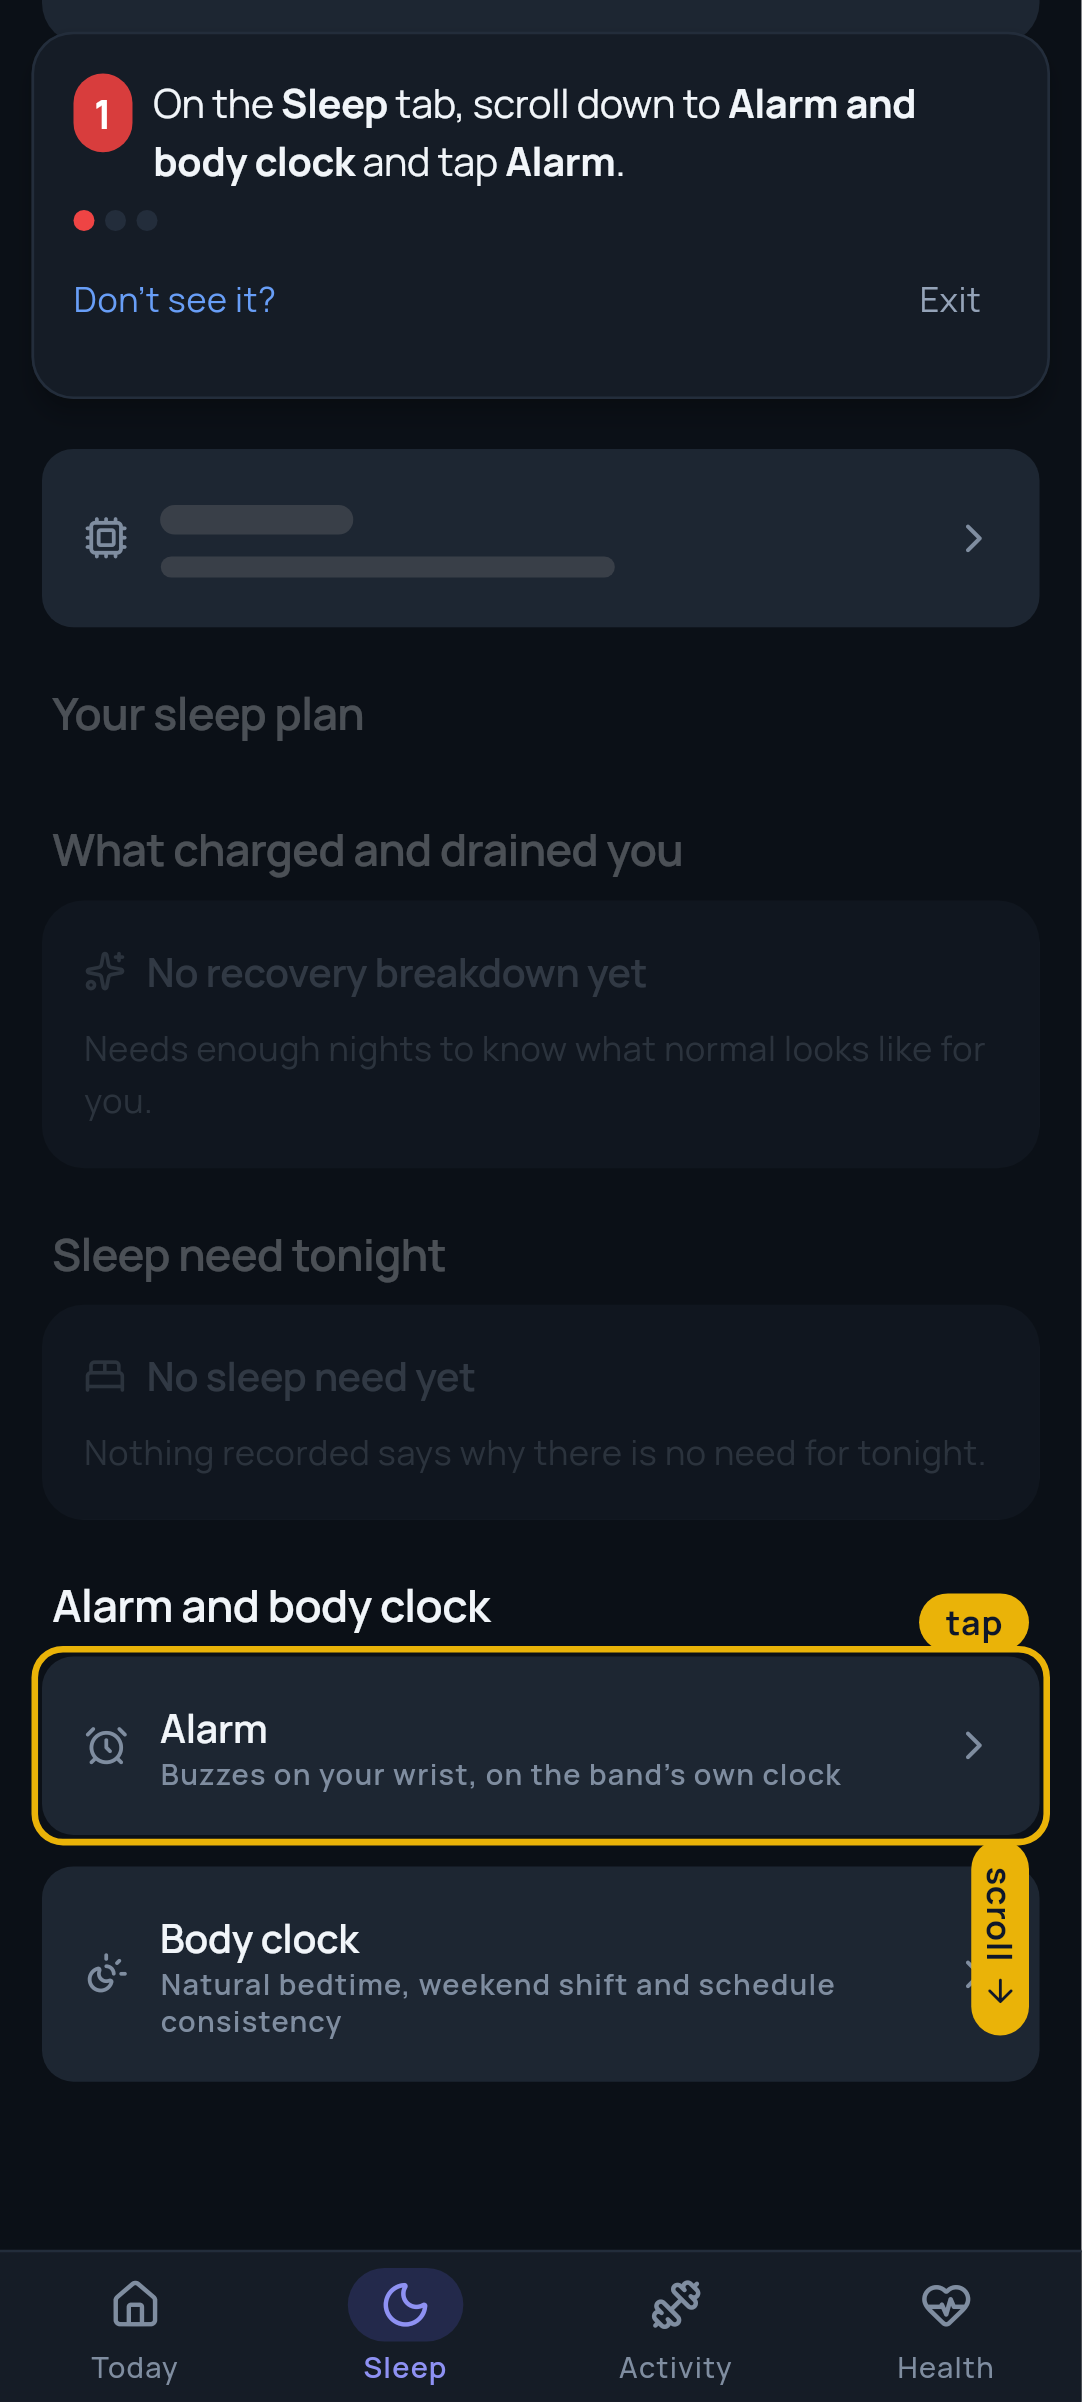 1
On the Sleep tab, scroll down to Alarm and
body clock and tap Alarm.
Don't see it?
Exit
Your sleep plan
What charged and drained you
No recovery breakdown yet
Needs enough nights to know what normal looks like for
you.
Sleep need tonight
No sleep need yet
Nothing recorded says why there is no need for tonight.
Alarm and body clock
tap
Alarm
Buzzes on your wrist, on the band's own clock
scroll ↓
Body clock
Natural bedtime, weekend shift and schedule
consistency
Today
Sleep
Activity
Health